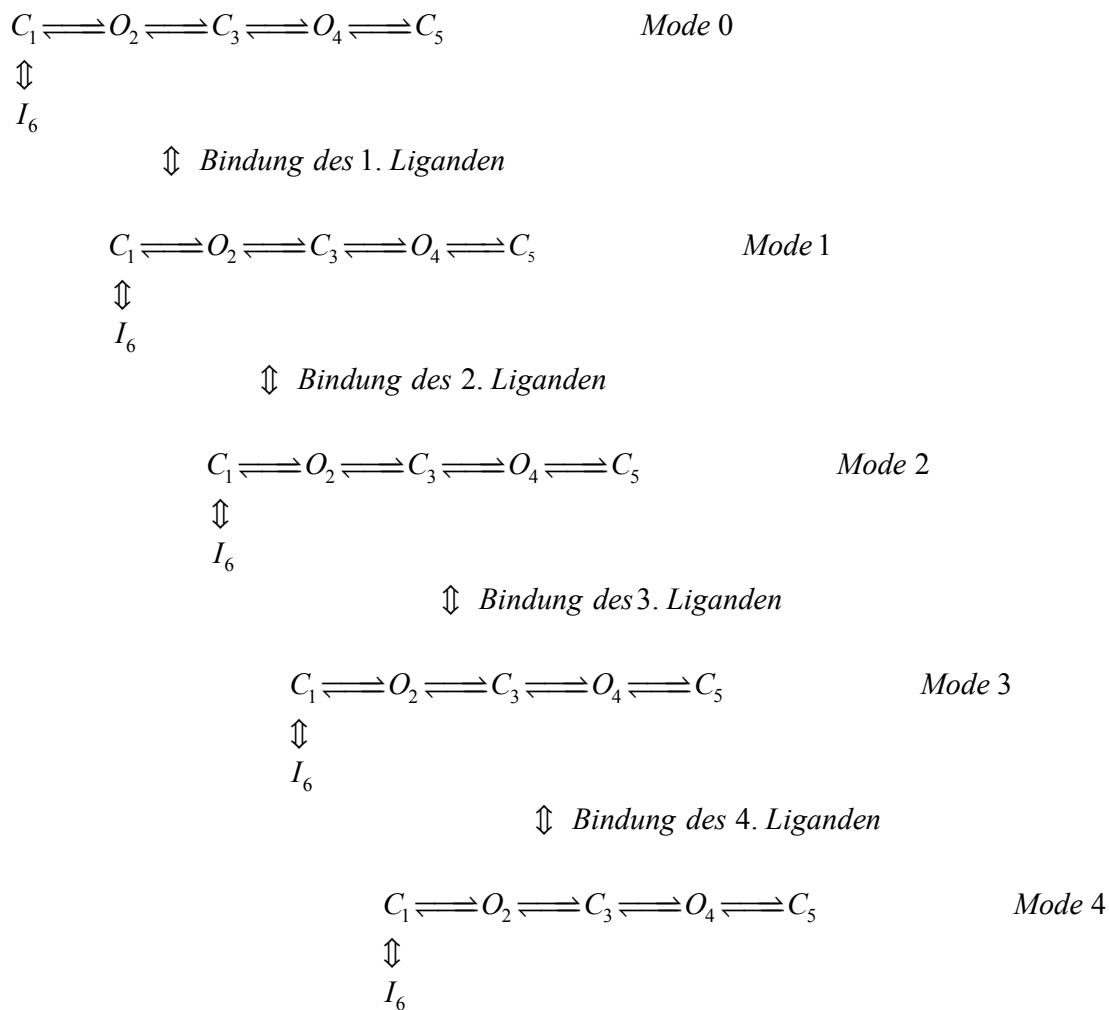 C₁ ⇌ O₂ ⇌ C₃ ⇌ O₄ ⇌ C₅ Mode 0
⇕
I₆
⇕ Bindung des 1. Liganden
C₁ ⇌ O₂ ⇌ C₃ ⇌ O₄ ⇌ C₅ Mode 1
⇕
I₆
⇕ Bindung des 2. Liganden
C₁ ⇌ O₂ ⇌ C₃ ⇌ O₄ ⇌ C₅ Mode 2
⇕
I₆
⇕ Bindung des 3. Liganden
C₁ ⇌ O₂ ⇌ C₃ ⇌ O₄ ⇌ C₅ Mode 3
⇕
I₆
⇕ Bindung des 4. Liganden
C₁ ⇌ O₂ ⇌ C₃ ⇌ O₄ ⇌ C₅ Mode 4
⇕
I₆